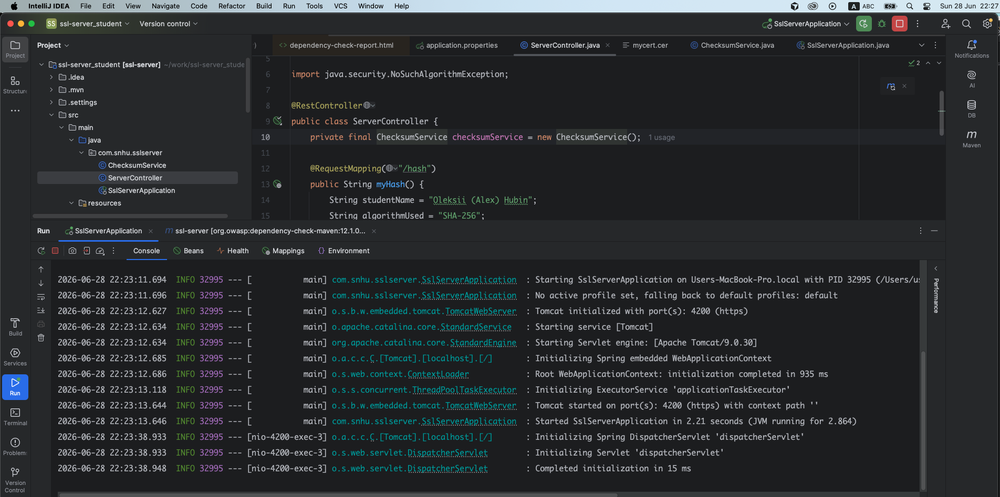 IntelliJ IDEA File Edit View Navigate Code Refactor Build Run Tools VCS Window Help A ABC Sun 28 Jun 22:27
SS ssl-server_student Version control SslServerApplication
Project
Structure
Build
Services
Run
Terminal
Problems
Version
Control
Project
ssl-server_student [ssl-server] ~/work/ssl-server_stude
.idea
.mvn
.settings
src
main
java
com.snhu.sslserver
ChecksumService
ServerController
SslServerApplication
resources
) dependency-check-report.html application.properties ServerController.java mycert.cer ChecksumService.java SslServerApplication.java
2
5
6 import java.security.NoSuchAlgorithmException;
7
8 @RestController
9 public class ServerController {
10 private final ChecksumService checksumService = new ChecksumService(); 1 usage
11
12 @RequestMapping("/hash")
13 public String myHash() {
14 String studentName = "Oleksii (Alex) Hubin";
15 String algorithmUsed = "SHA-256";
Notifications
AI
DB
m
Maven
Run SslServerApplication m ssl-server [org.owasp:dependency-check-maven:12.1.0...
Console Beans Health Mappings Environment
2026-06-28 22:23:11.694 INFO 32995 --- [ main] com.snhu.sslserver.SslServerApplication : Starting SslServerApplication on Users-MacBook-Pro.local with PID 32995 (/Users/us
2026-06-28 22:23:11.696 INFO 32995 --- [ main] com.snhu.sslserver.SslServerApplication : No active profile set, falling back to default profiles: default
2026-06-28 22:23:12.627 INFO 32995 --- [ main] o.s.b.w.embedded.tomcat.TomcatWebServer : Tomcat initialized with port(s): 4200 (https)
2026-06-28 22:23:12.634 INFO 32995 --- [ main] o.apache.catalina.core.StandardService : Starting service [Tomcat]
2026-06-28 22:23:12.634 INFO 32995 --- [ main] org.apache.catalina.core.StandardEngine : Starting Servlet engine: [Apache Tomcat/9.0.30]
2026-06-28 22:23:12.685 INFO 32995 --- [ main] o.a.c.c.C.[Tomcat].[localhost].[/] : Initializing Spring embedded WebApplicationContext
2026-06-28 22:23:12.686 INFO 32995 --- [ main] o.s.web.context.ContextLoader : Root WebApplicationContext: initialization completed in 935 ms
2026-06-28 22:23:13.118 INFO 32995 --- [ main] o.s.s.concurrent.ThreadPoolTaskExecutor : Initializing ExecutorService 'applicationTaskExecutor'
2026-06-28 22:23:13.644 INFO 32995 --- [ main] o.s.b.w.embedded.tomcat.TomcatWebServer : Tomcat started on port(s): 4200 (https) with context path ''
2026-06-28 22:23:13.646 INFO 32995 --- [ main] com.snhu.sslserver.SslServerApplication : Started SslServerApplication in 2.21 seconds (JVM running for 2.864)
2026-06-28 22:23:38.933 INFO 32995 --- [nio-4200-exec-3] o.a.c.c.C.[Tomcat].[localhost].[/] : Initializing Spring DispatcherServlet 'dispatcherServlet'
2026-06-28 22:23:38.933 INFO 32995 --- [nio-4200-exec-3] o.s.web.servlet.DispatcherServlet : Initializing Servlet 'dispatcherServlet'
2026-06-28 22:23:38.948 INFO 32995 --- [nio-4200-exec-3] o.s.web.servlet.DispatcherServlet : Completed initialization in 15 ms
Performance